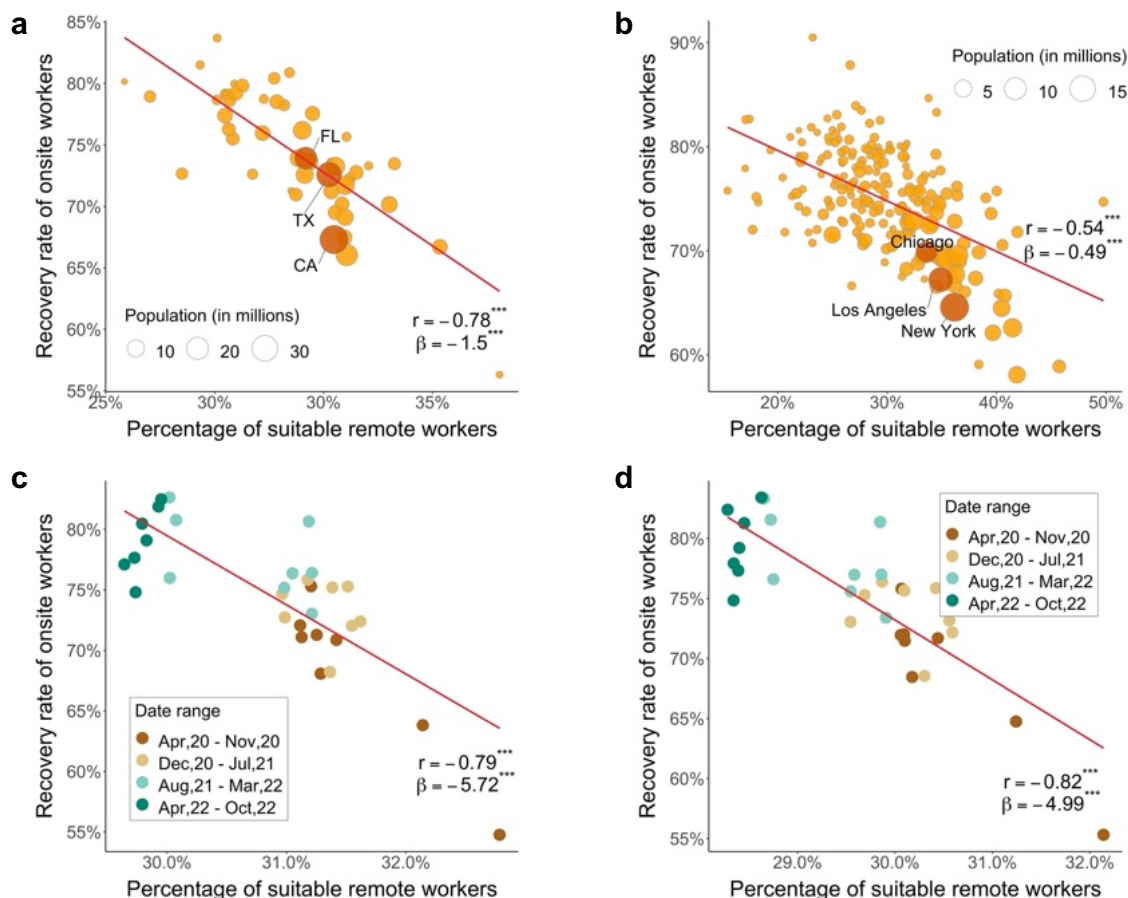 a
Recovery rate of onsite workers
85%
80%
75%
70%
65%
60%
55%
FL
TX
CA
Population (in millions)
10 20 30
r = − 0.78***
β = − 1.5***
25% 30% 30% 35%
Percentage of suitable remote workers
b
Recovery rate of onsite workers
90%
80%
70%
60%
Population (in millions)
5 10 15
Chicago
Los Angeles
New York
r = − 0.54***
β = − 0.49***
20% 30% 40% 50%
Percentage of suitable remote workers
c
Recovery rate of onsite workers
80%
75%
70%
65%
60%
55%
Date range
Apr,20 - Nov,20
Dec,20 - Jul,21
Aug,21 - Mar,22
Apr,22 - Oct,22
r = − 0.79***
β = − 5.72***
30.0% 31.0% 32.0%
Percentage of suitable remote workers
d
Recovery rate of onsite workers
80%
75%
70%
65%
60%
55%
Date range
Apr,20 - Nov,20
Dec,20 - Jul,21
Aug,21 - Mar,22
Apr,22 - Oct,22
r = − 0.82***
β = − 4.99***
29.0% 30.0% 31.0% 32.0%
Percentage of suitable remote workers